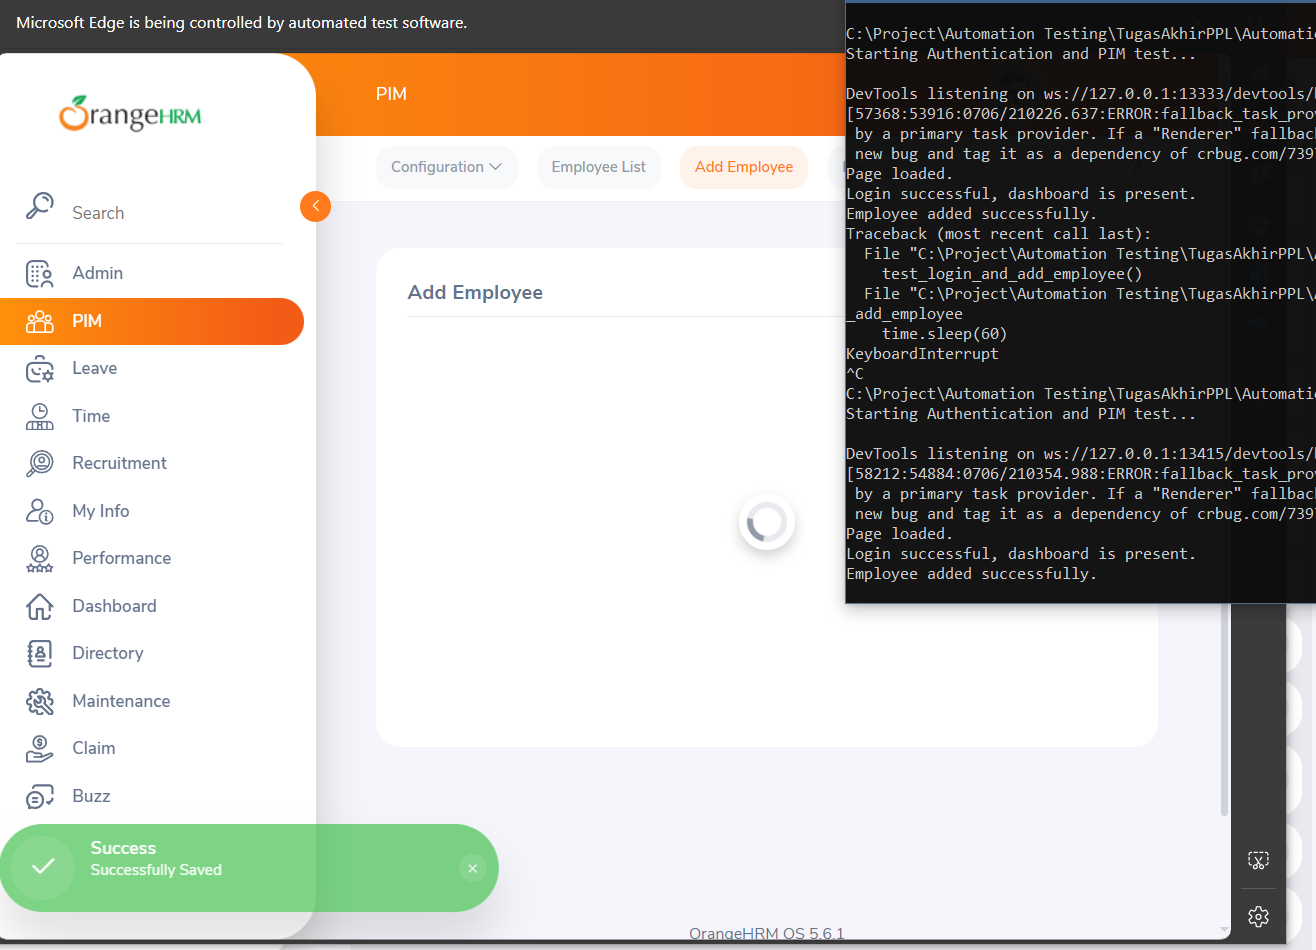 Microsoft Edge is being controlled by automated test software.
OrangeHRM
Search
Admin
PIM
Leave
Time
Recruitment
My Info
Performance
Dashboard
Directory
Maintenance
Claim
Buzz
PIM
Configuration
Employee List
Add Employee
Add Employee
Success
Successfully Saved
OrangeHRM OS 5.6.1
C:\Project\Automation Testing\TugasAkhirPPL\Automati
Starting Authentication and PIM test...
DevTools listening on ws://127.0.0.1:13333/devtools/
[57368:53916:0706/210226.637:ERROR:fallback_task_pro
by a primary task provider. If a "Renderer" fallbac
new bug and tag it as a dependency of crbug.com/739
Page loaded.
Login successful, dashboard is present.
Employee added successfully.
Traceback (most recent call last):
File "C:\Project\Automation Testing\TugasAkhirPPL\
test_login_and_add_employee()
File "C:\Project\Automation Testing\TugasAkhirPPL\
_add_employee
time.sleep(60)
KeyboardInterrupt
^C
C:\Project\Automation Testing\TugasAkhirPPL\Automati
Starting Authentication and PIM test...
DevTools listening on ws://127.0.0.1:13415/devtools/
[58212:54884:0706/210354.988:ERROR:fallback_task_pro
by a primary task provider. If a "Renderer" fallbac
new bug and tag it as a dependency of crbug.com/739
Page loaded.
Login successful, dashboard is present.
Employee added successfully.